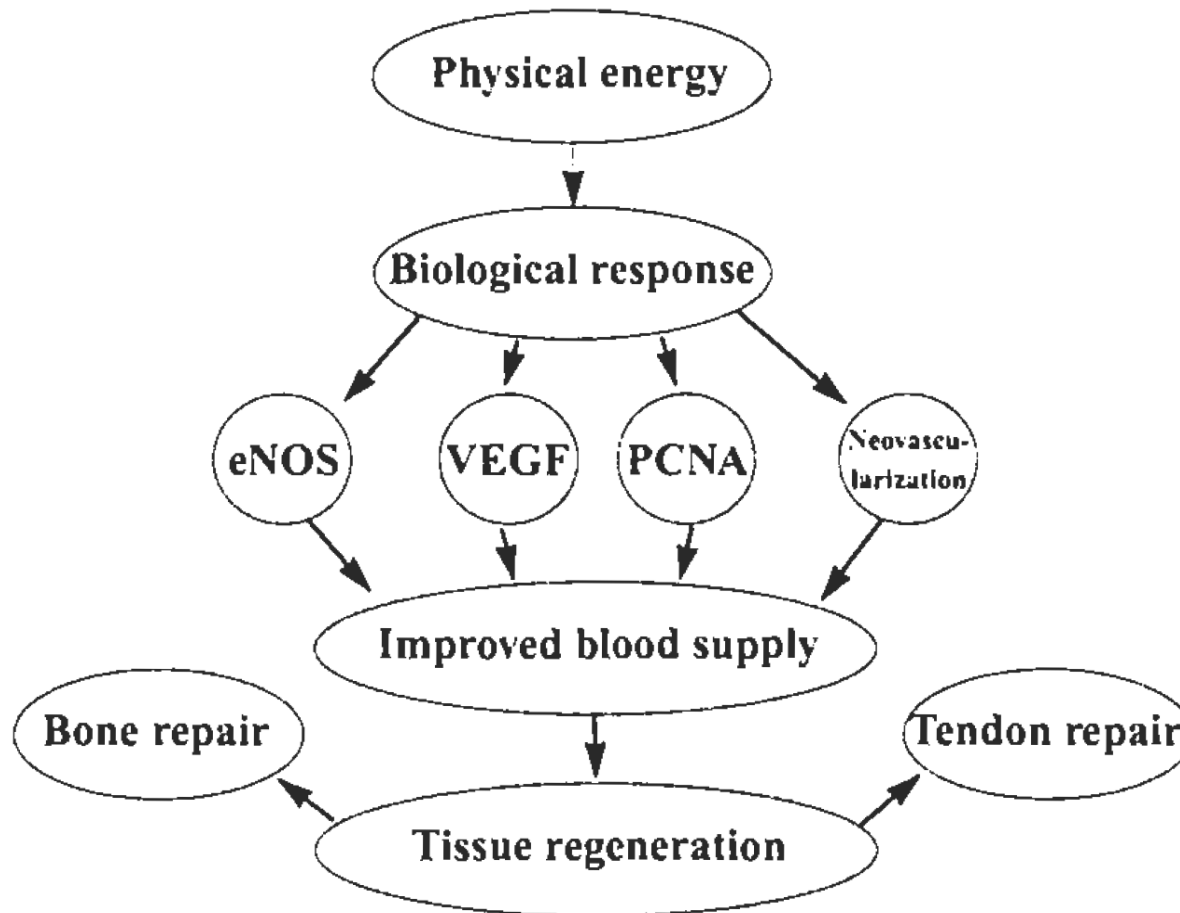 Physical energy
Biological response
eNOS
VEGF
PCNA
Neovascu-
larization
Improved blood supply
Bone repair
Tendon repair
Tissue regeneration